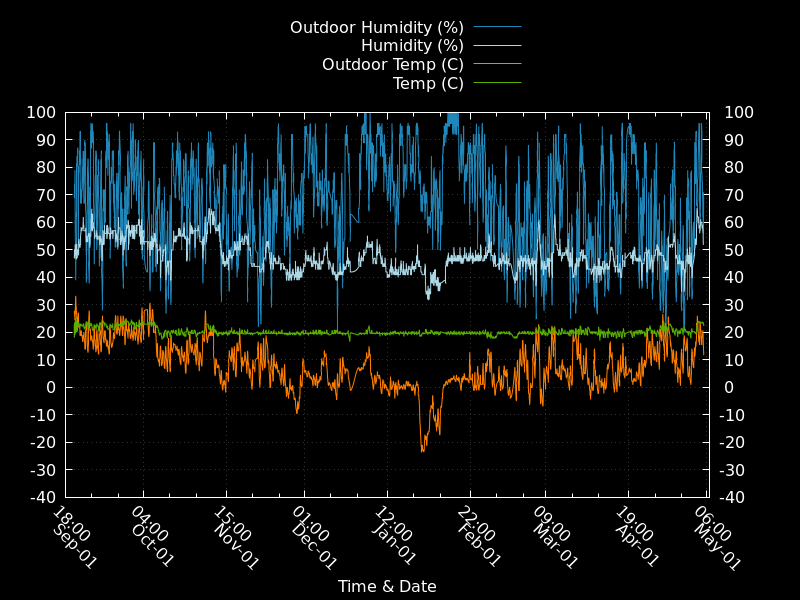 Outdoor Humidity (%)
Humidity (%)
Outdoor Temp (C)
Temp (C)
100 100
90 90
80 80
70 70
60 60
50 50
40 40
30 30
20 20
10 10
0 0
-10 -10
-20 -20
-30 -30
-40 -40
18:00 Sep-01
04:00 Oct-01
15:00 Nov-01
01:00 Dec-01
12:00 Jan-01
22:00 Feb-01
09:00 Mar-01
19:00 Apr-01
06:00 May-01
Time & Date